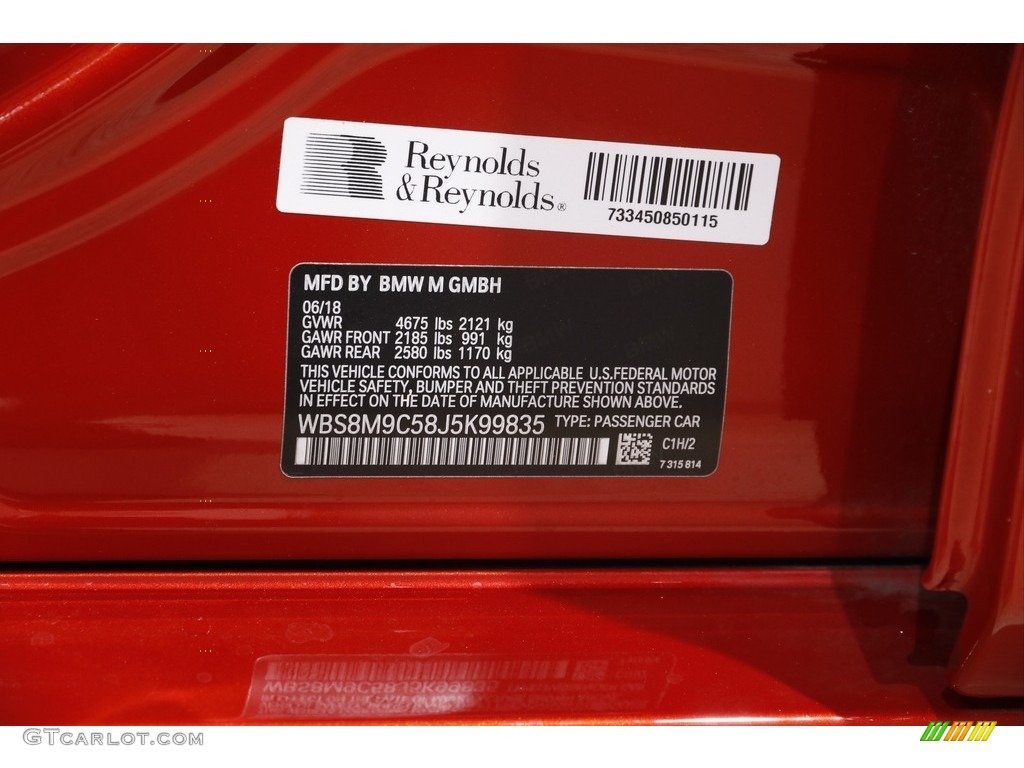 Reynolds
& Reynolds®
733450850115
MFD BY BMW M GMBH
06/18
GVWR 4675 lbs 2121 kg
GAWR FRONT 2185 lbs 991 kg
GAWR REAR 2580 lbs 1170 kg
THIS VEHICLE CONFORMS TO ALL APPLICABLE U.S.FEDERAL MOTOR
VEHICLE SAFETY, BUMPER AND THEFT PREVENTION STANDARDS
IN EFFECT ON THE DATE OF MANUFACTURE SHOWN ABOVE.
WBS8M9C58J5K99835 TYPE: PASSENGER CAR
C1H/2
7 315 814
WBS8M9C58J5K99835
GTCARLOT.COM